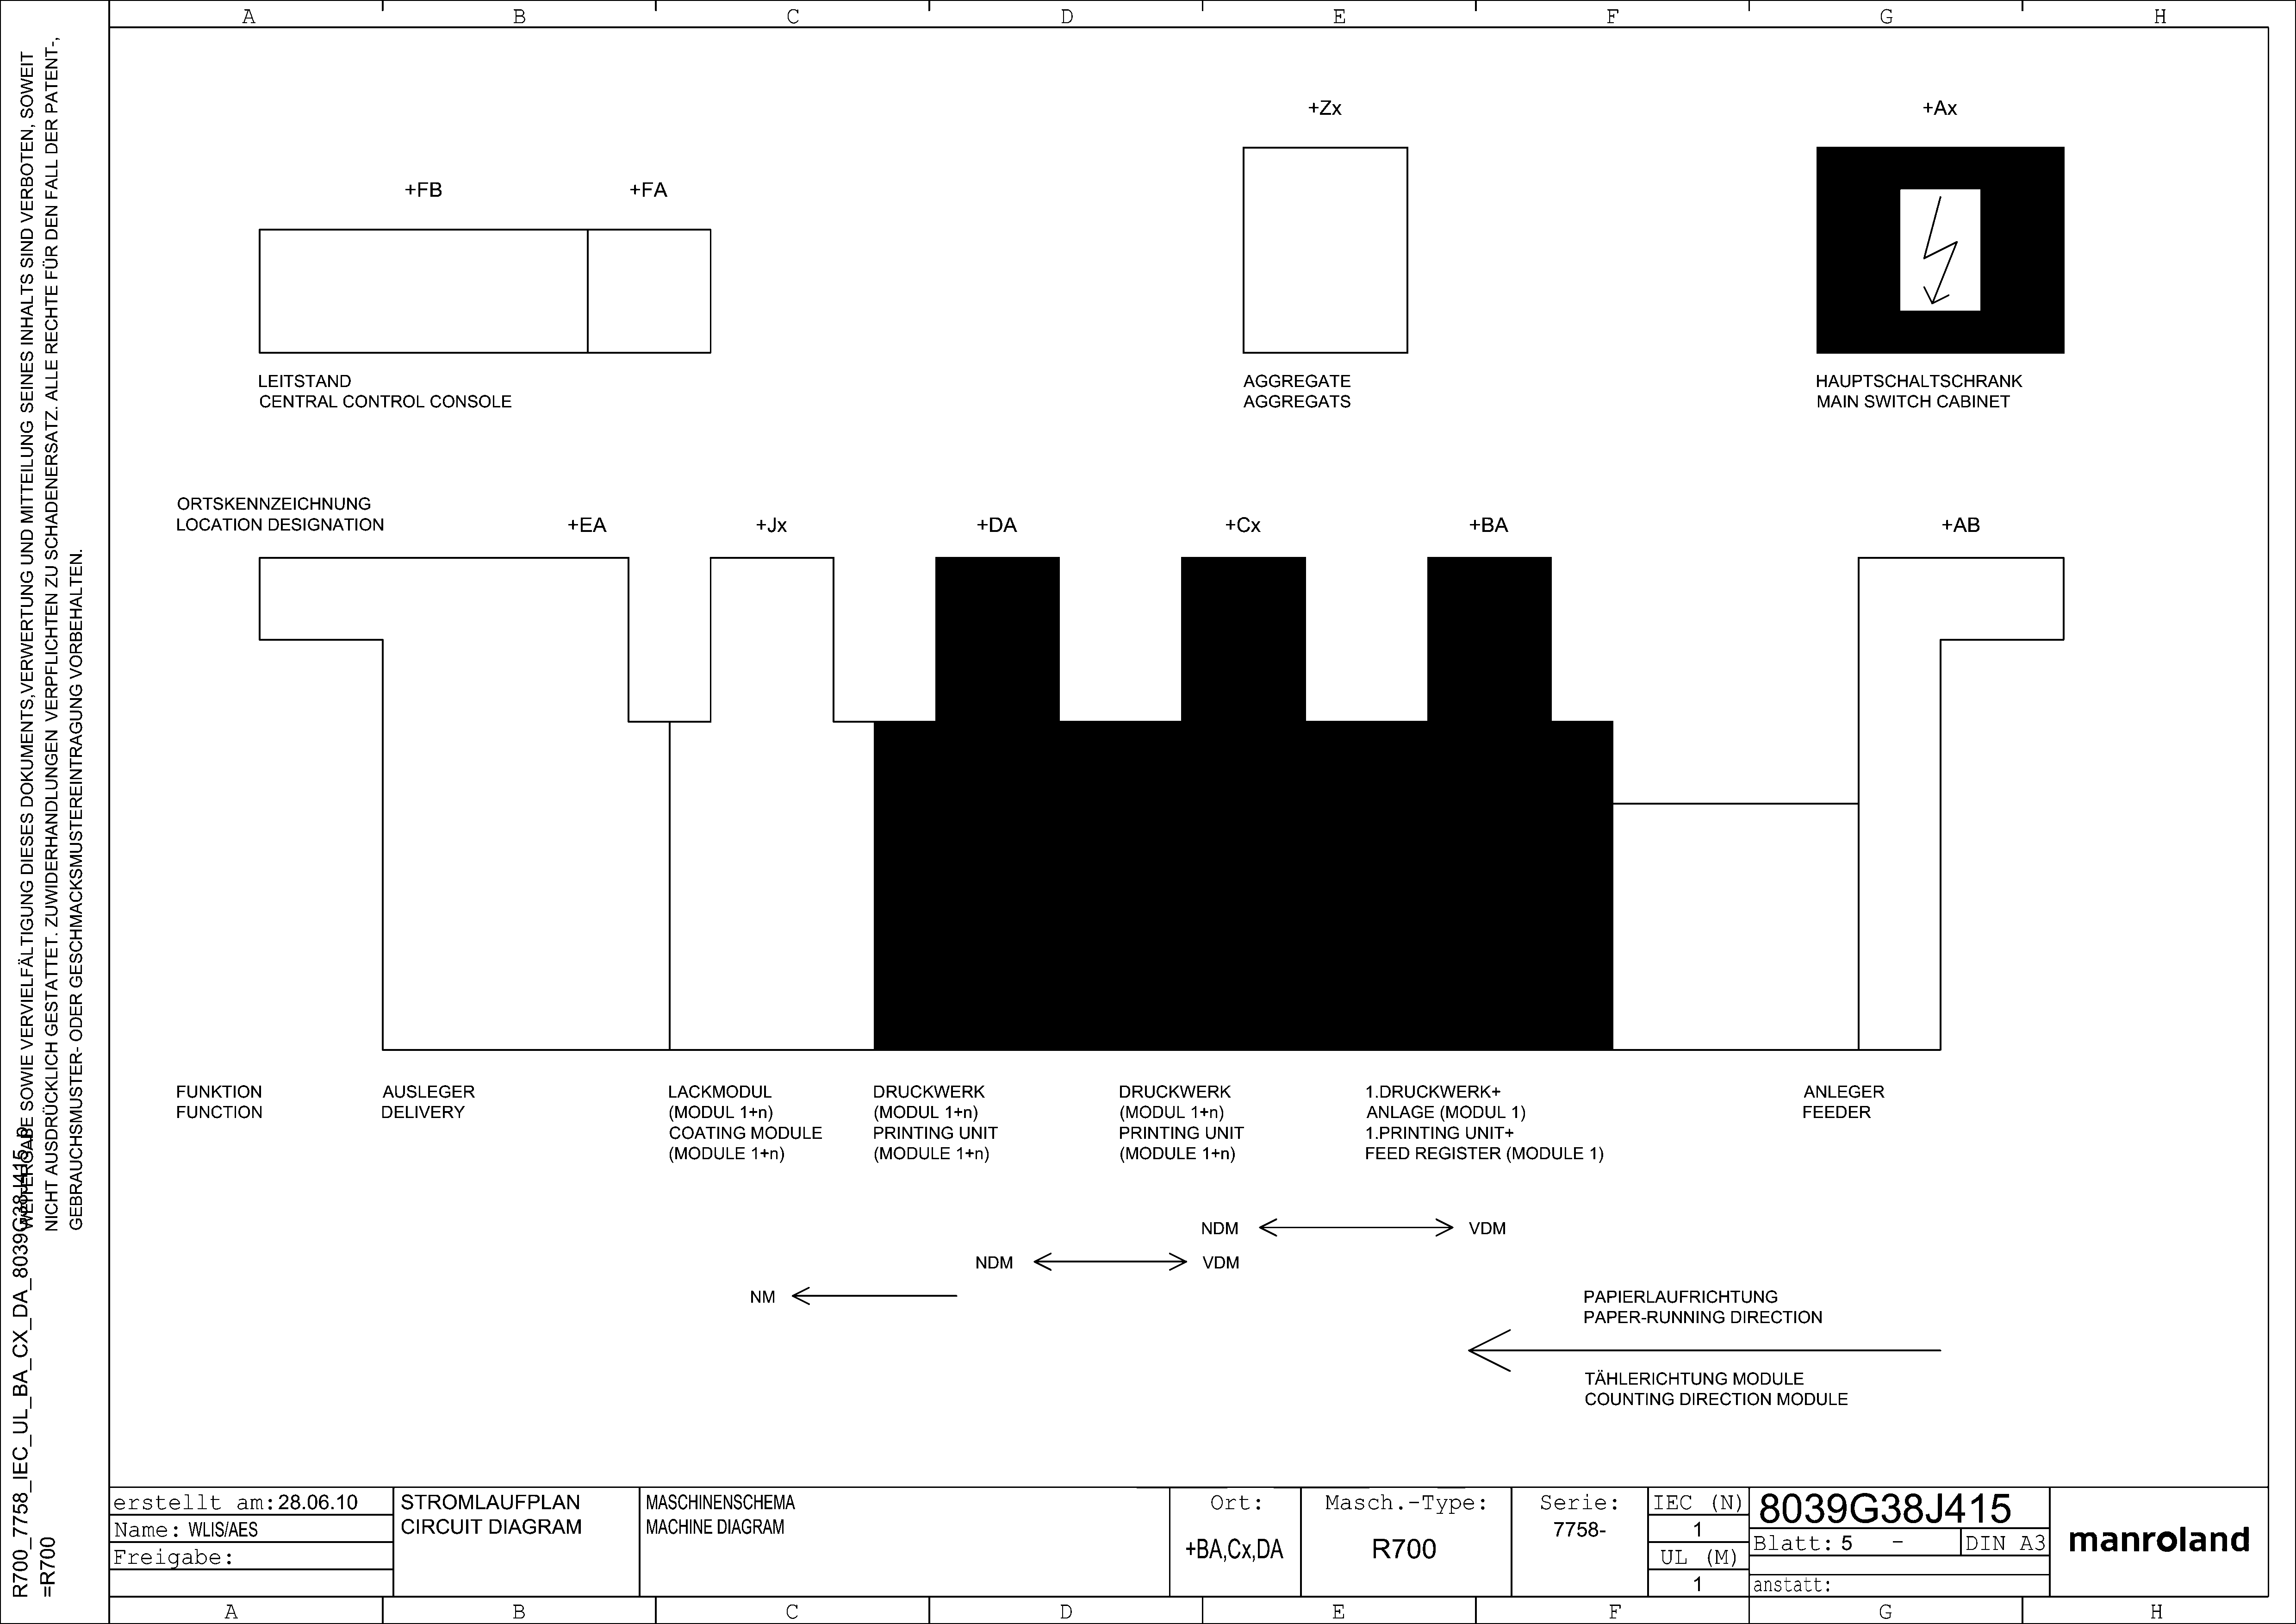 A B C D E F G H
+Zx
+Ax
+FB +FA
LEITSTAND
CENTRAL CONTROL CONSOLE
AGGREGATE
AGGREGATS
HAUPTSCHALTSCHRANK
MAIN SWITCH CABINET
ORTSKENNZEICHNUNG
LOCATION DESIGNATION
+EA +Jx +DA +Cx +BA +AB
FUNKTION
FUNCTION
AUSLEGER
DELIVERY
LACKMODUL
(MODUL 1+n)
COATING MODULE
(MODULE 1+n)
DRUCKWERK
(MODUL 1+n)
PRINTING UNIT
(MODULE 1+n)
DRUCKWERK
(MODUL 1+n)
PRINTING UNIT
(MODULE 1+n)
1.DRUCKWERK+
ANLAGE (MODUL 1)
1.PRINTING UNIT+
FEED REGISTER (MODULE 1)
ANLEGER
FEEDER
NDM VDM
NDM VDM
NM
PAPIERLAUFRICHTUNG
PAPER-RUNNING DIRECTION
TÄHLERICHTUNG MODULE
COUNTING DIRECTION MODULE
erstellt am: 28.06.10
Name: WLIS/AES
Freigabe:
STROMLAUFPLAN
CIRCUIT DIAGRAM
MASCHINENSCHEMA
MACHINE DIAGRAM
Ort:
+BA,Cx,DA
Masch.-Type:
R700
Serie:
7758-
IEC (N)
1
UL (M)
1
8039G38J415
Blatt: 5 -
DIN A3
anstatt:
manroland
A B C D E F G H
WEITERGABE SOWIE VERVIELFÄLTIGUNG DIESES DOKUMENTS,VERWERTUNG UND MITTEILUNG SEINES INHALTS SIND VERBOTEN, SOWEIT
NICHT AUSDRÜCKLICH GESTATTET. ZUWIDERHANDLUNGEN VERPFLICHTEN ZU SCHADENERSATZ. ALLE RECHTE FÜR DEN FALL DER PATENT-,
GEBRAUCHSMUSTER- ODER GESCHMACKSMUSTEREINTRAGUNG VORBEHALTEN.
R700_7758_IEC_UL_BA_CX_DA_8039G38J415_D
=R700